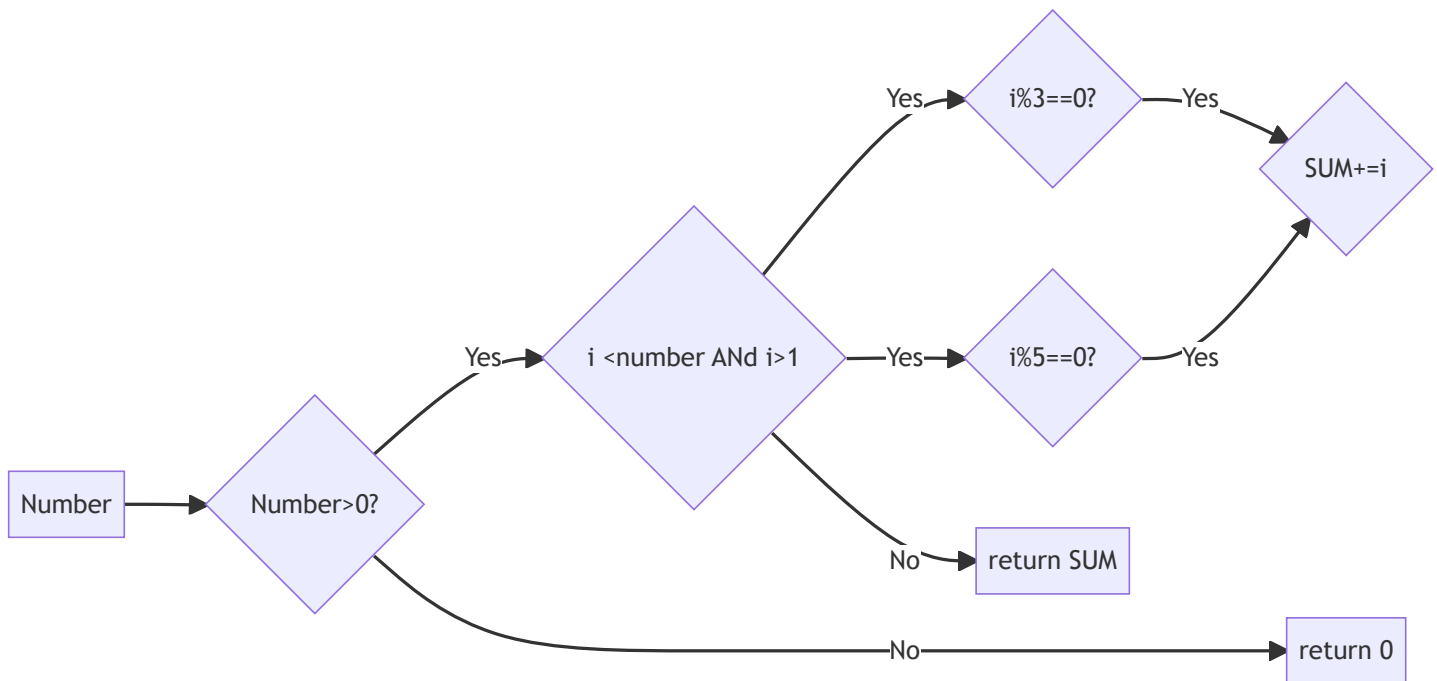 Number
Number>0?
Yes
i <number ANd i>1
Yes
i%3==0?
Yes
SUM+=i
Yes
i%5==0?
Yes
No
return SUM
No
return 0